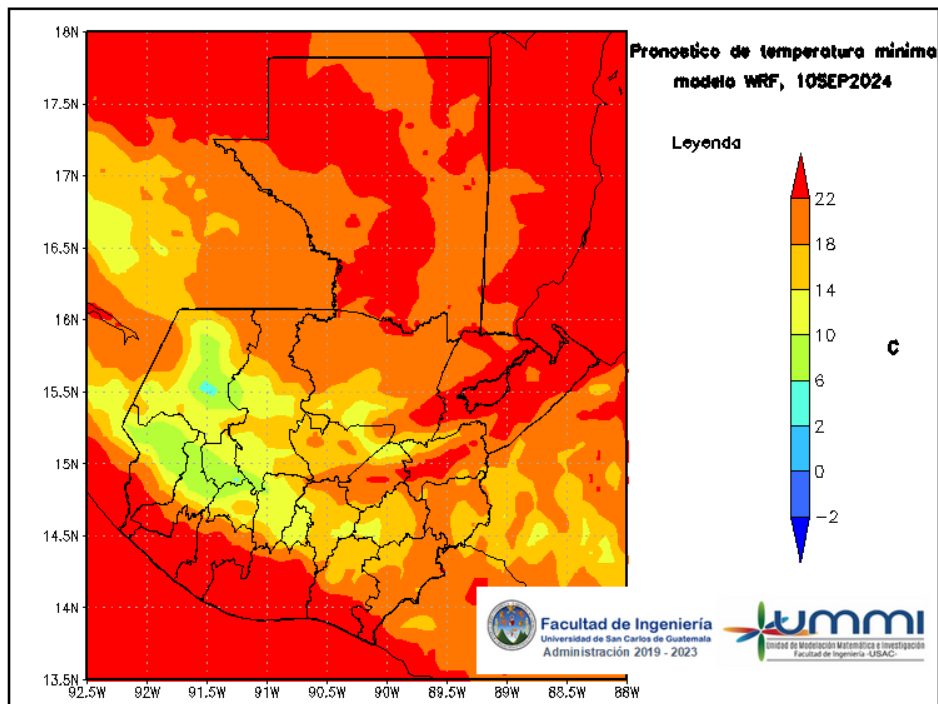 Pronostico de temperatura minima
modelo WRF, 10SEP2024
Leyenda
22
18
14
10
6
2
0
-2
C
18N
17.5N
17N
16.5N
16N
15.5N
15N
14.5N
14N
13.5N
92.5W
92W
91.5W
91W
90.5W
90W
89.5W
89W
88.5W
88W
Facultad de Ingeniería
Universidad de San Carlos de Guatemala
Administración 2019 - 2023
UMMI
Unidad de Modelación Matemática e Investigación
Facultad de Ingeniería -USAC-